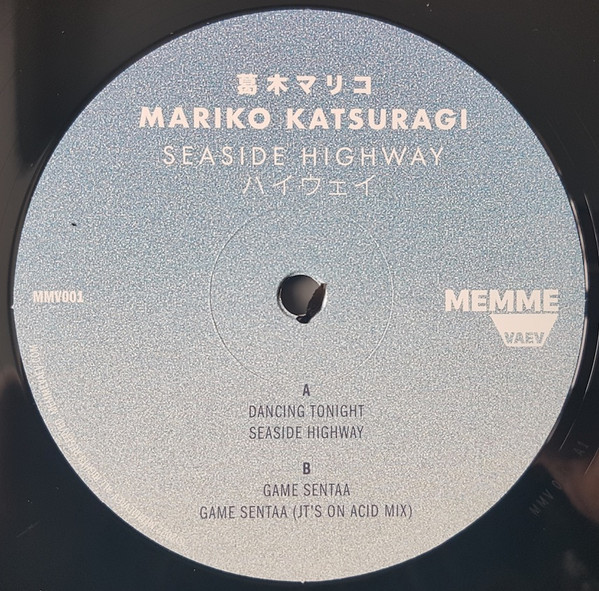 葛木マリコ
MARIKO KATSURAGI
SEASIDE HIGHWAY
ハイウェイ
MMV001
MEMME
VAEV
A
DANCING TONIGHT
SEASIDE HIGHWAY
B
GAME SENTAA
GAME SENTAA (JT'S ON ACID MIX)